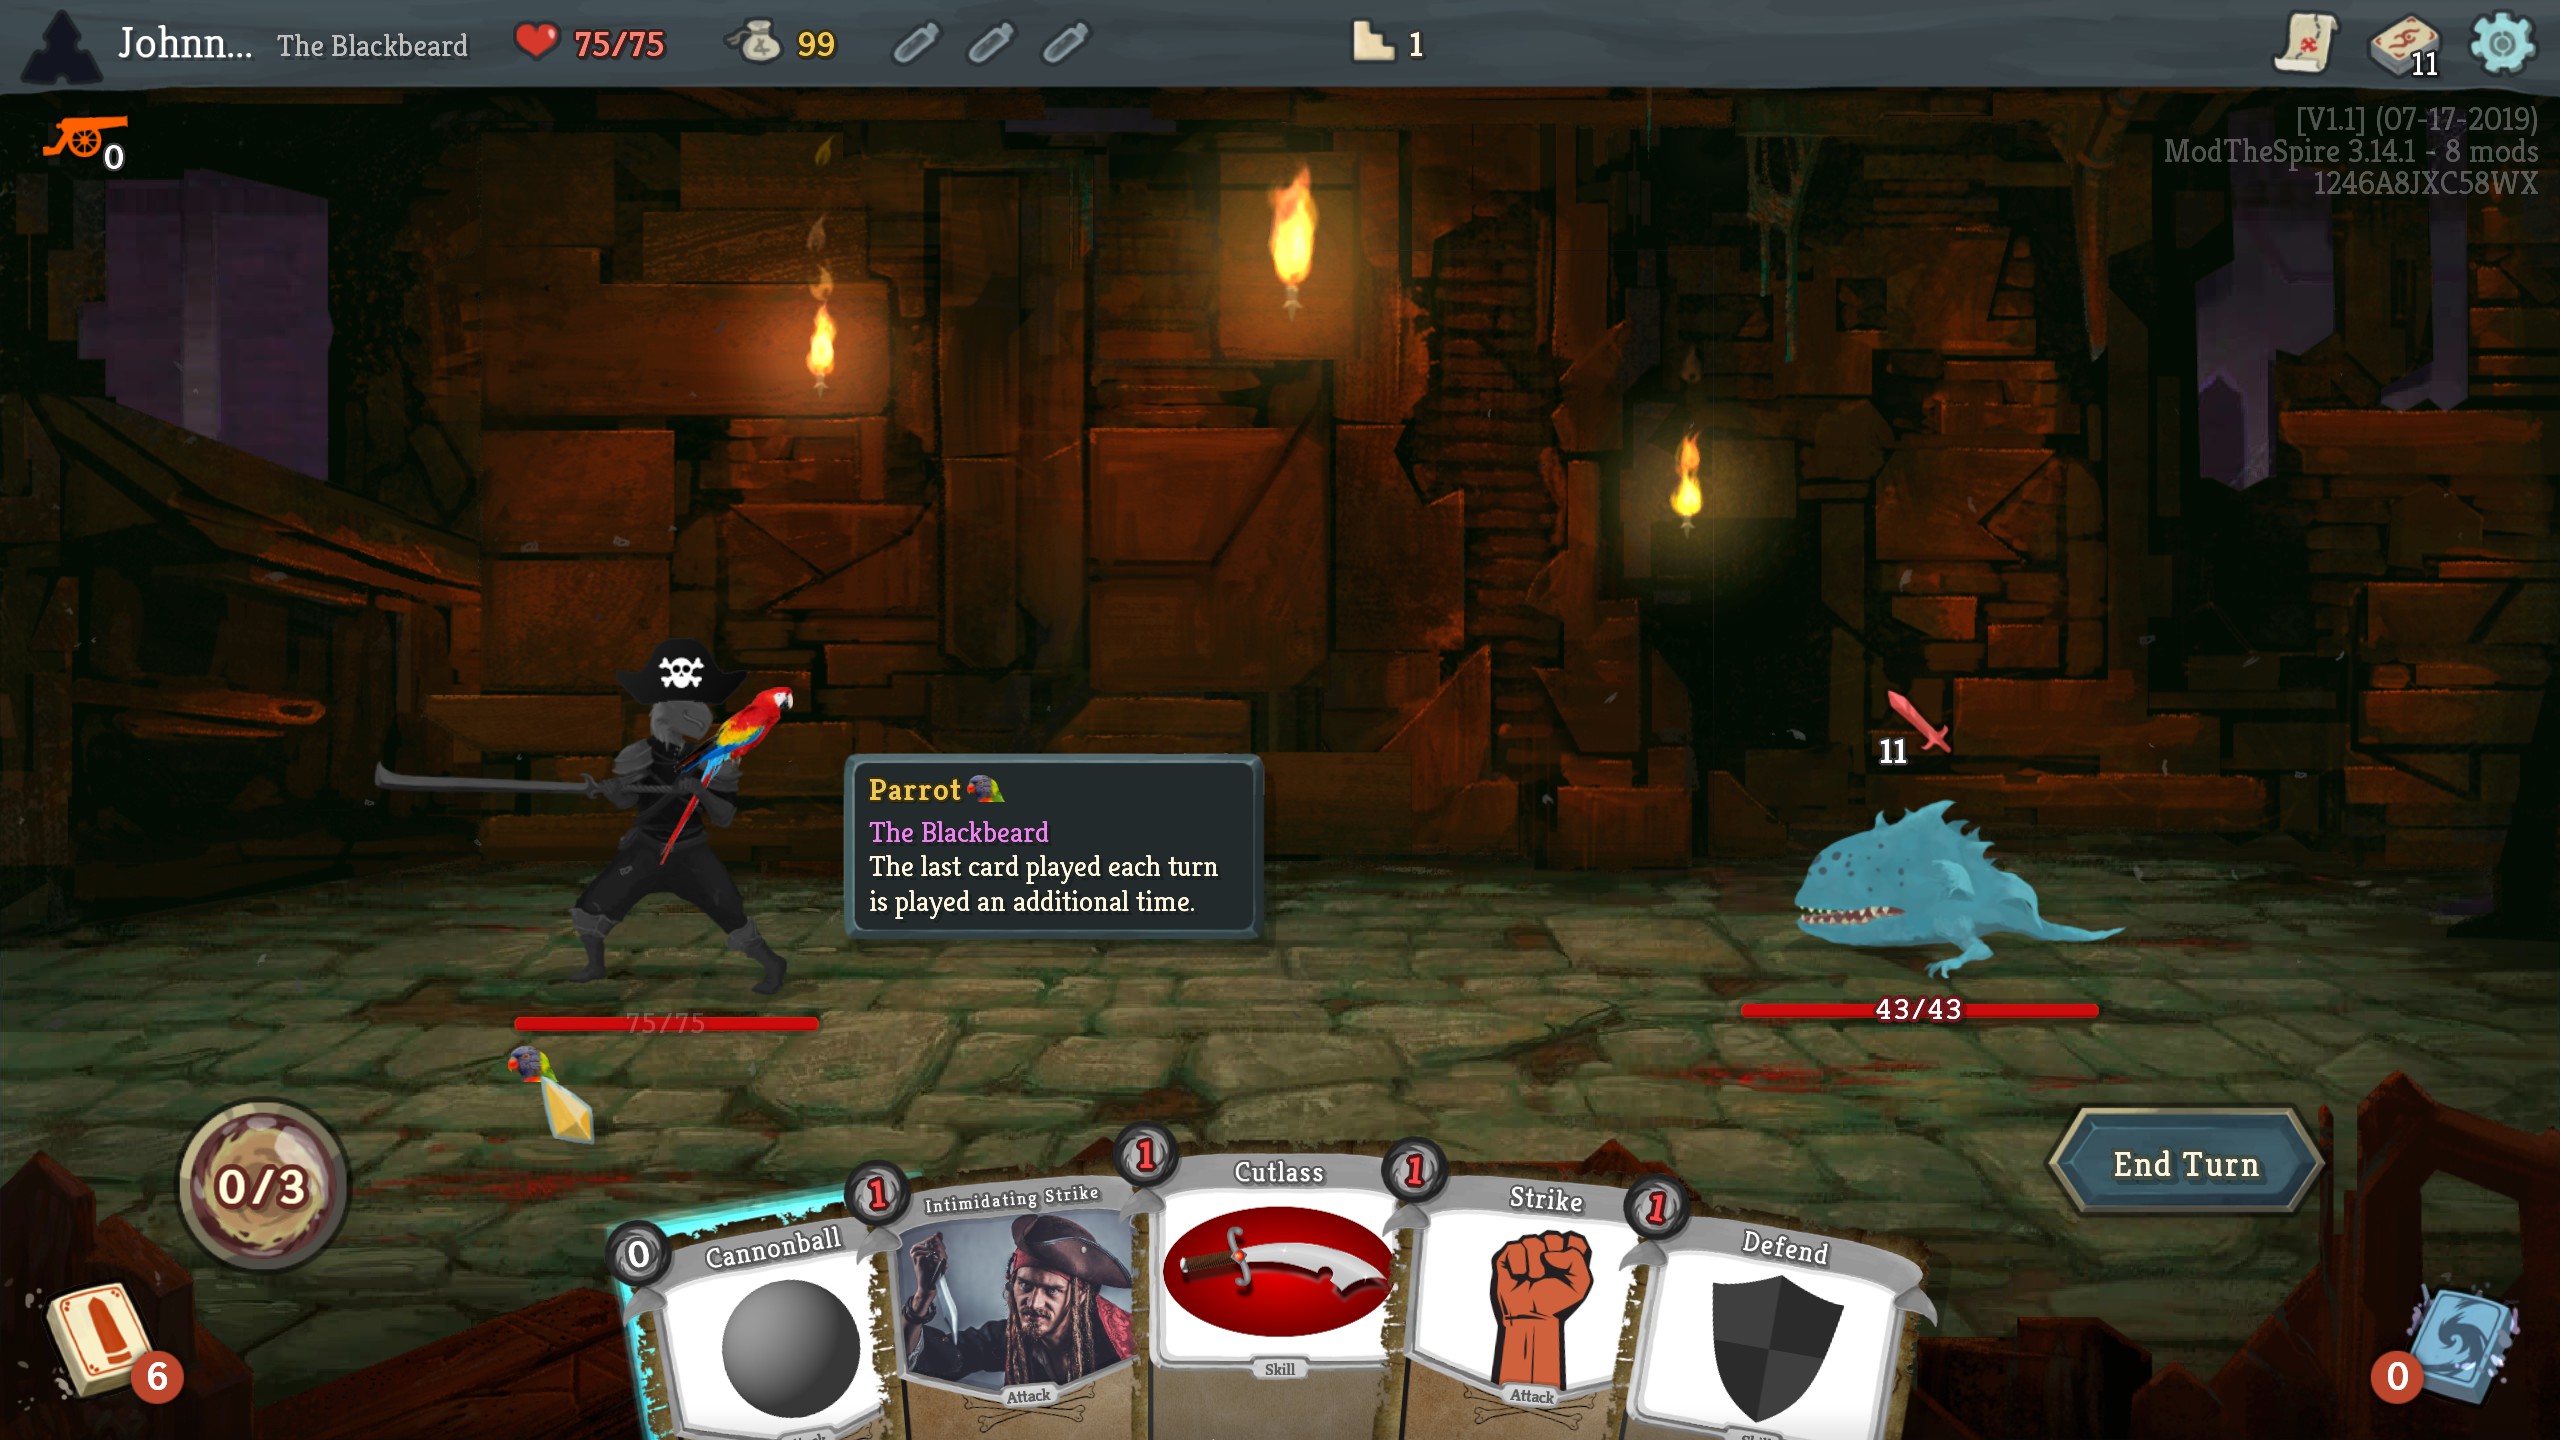 Johnn... The Blackbeard 75/75 99 1 11
0
[V1.1] (07-17-2019)
ModTheSpire 3.14.1 - 8 mods
1246A8JXC58WX
11
Parrot
The Blackbeard
The last card played each turn
is played an additional time.
75/75
43/43
0/3
End Turn
0 Cannonball
1 Intimidating Strike
Attack
1 Cutlass
Skill
1 Strike
Attack
1 Defend
6
0